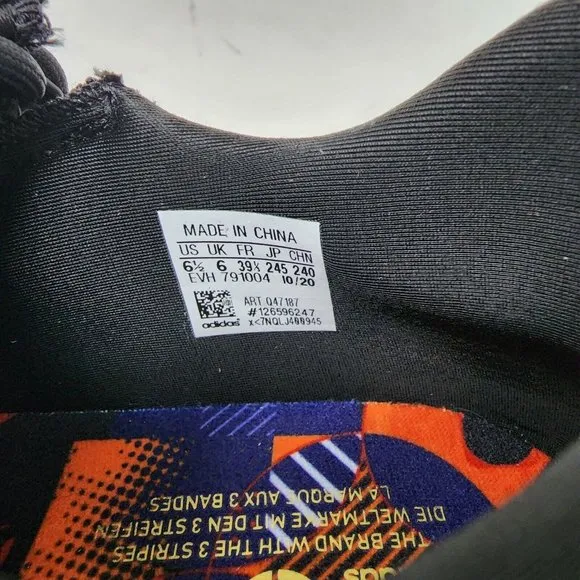 MADE IN CHINA
US UK FR JP CHN
6½ 6 39⅓ 245 240
EVH 791004 10/20
ART Q47187
#126596247
adidas
THE BRAND WITH THE 3 STRIPES
DIE WELTMARKE MIT DEN 3 STREIFEN
LA MARQUE AUX 3 BANDES